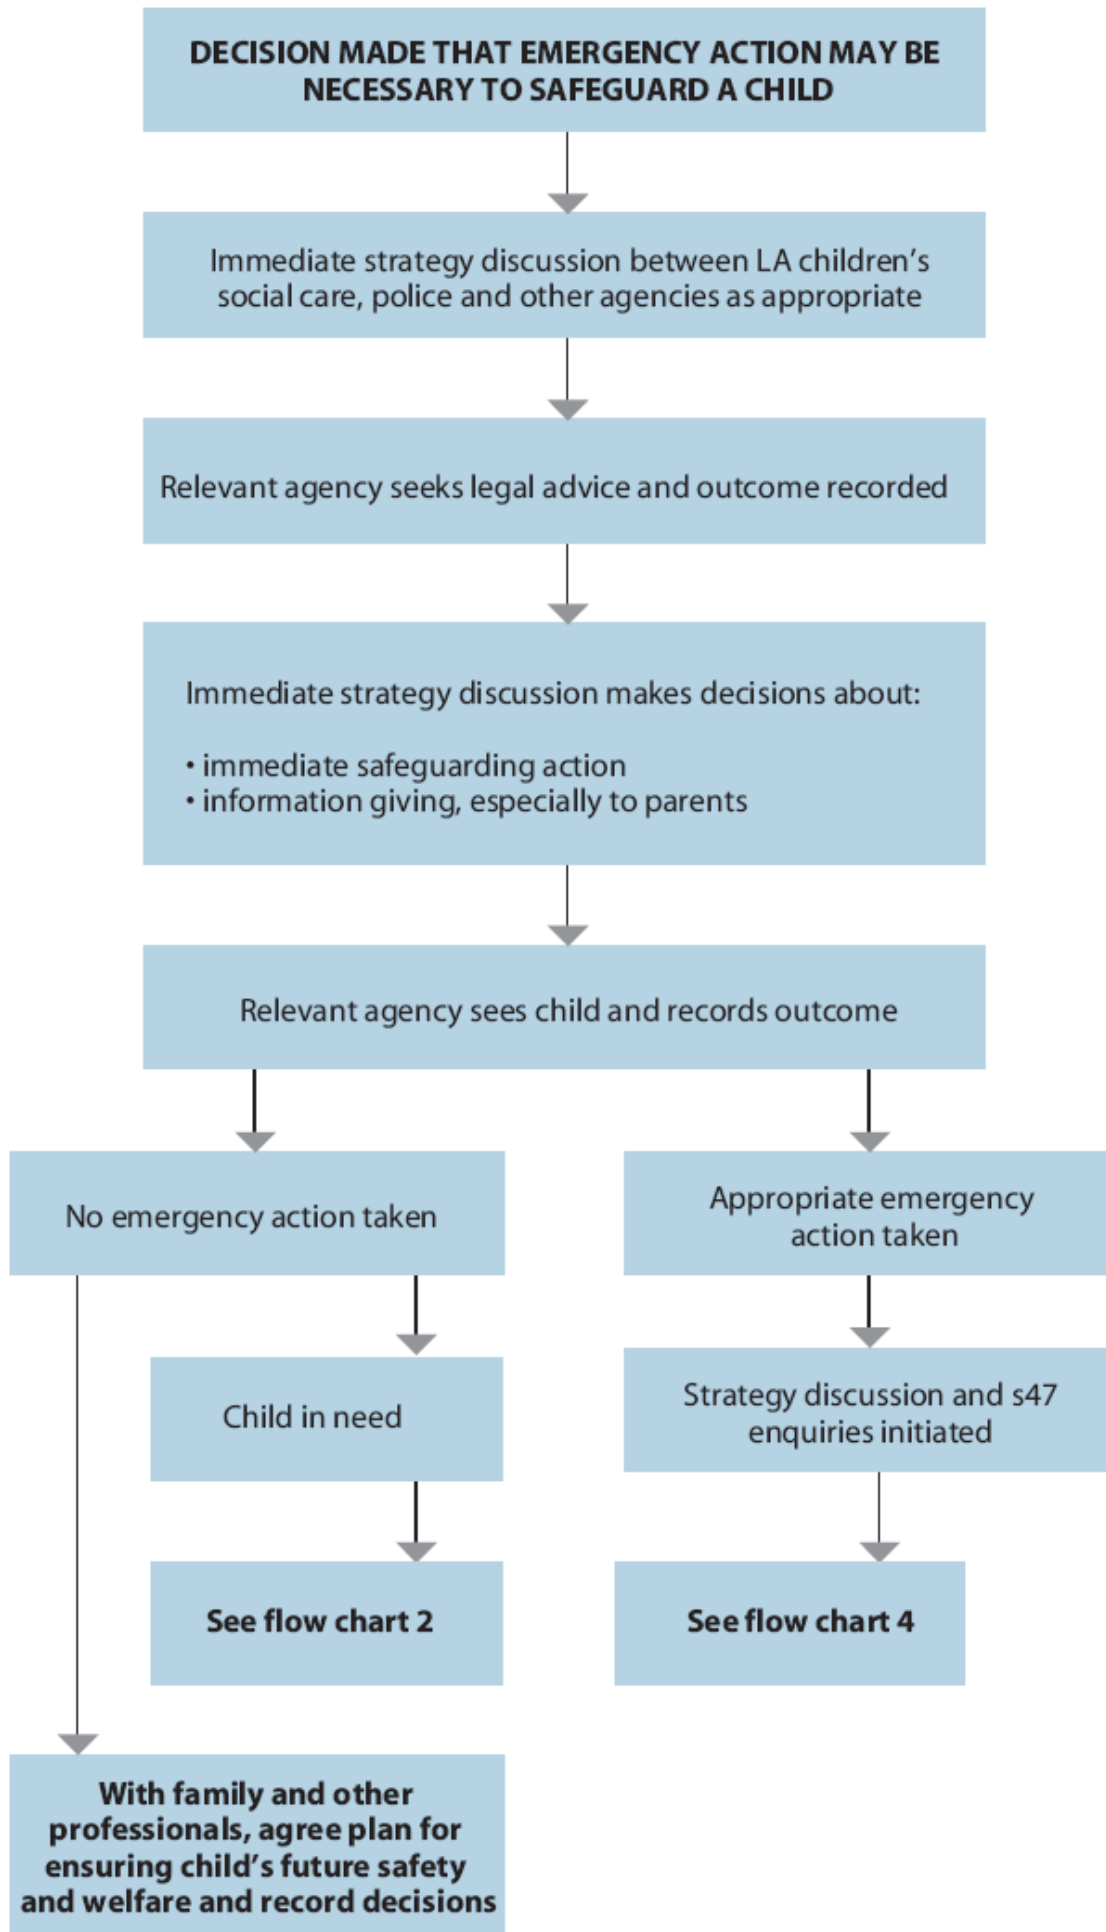 DECISION MADE THAT EMERGENCY ACTION MAY BE
NECESSARY TO SAFEGUARD A CHILD
Immediate strategy discussion between LA children’s
social care, police and other agencies as appropriate
Relevant agency seeks legal advice and outcome recorded
Immediate strategy discussion makes decisions about:
• immediate safeguarding action
• information giving, especially to parents
Relevant agency sees child and records outcome
No emergency action taken
Appropriate emergency
action taken
Child in need
Strategy discussion and s47
enquiries initiated
See flow chart 2
See flow chart 4
With family and other
professionals, agree plan for
ensuring child’s future safety
and welfare and record decisions